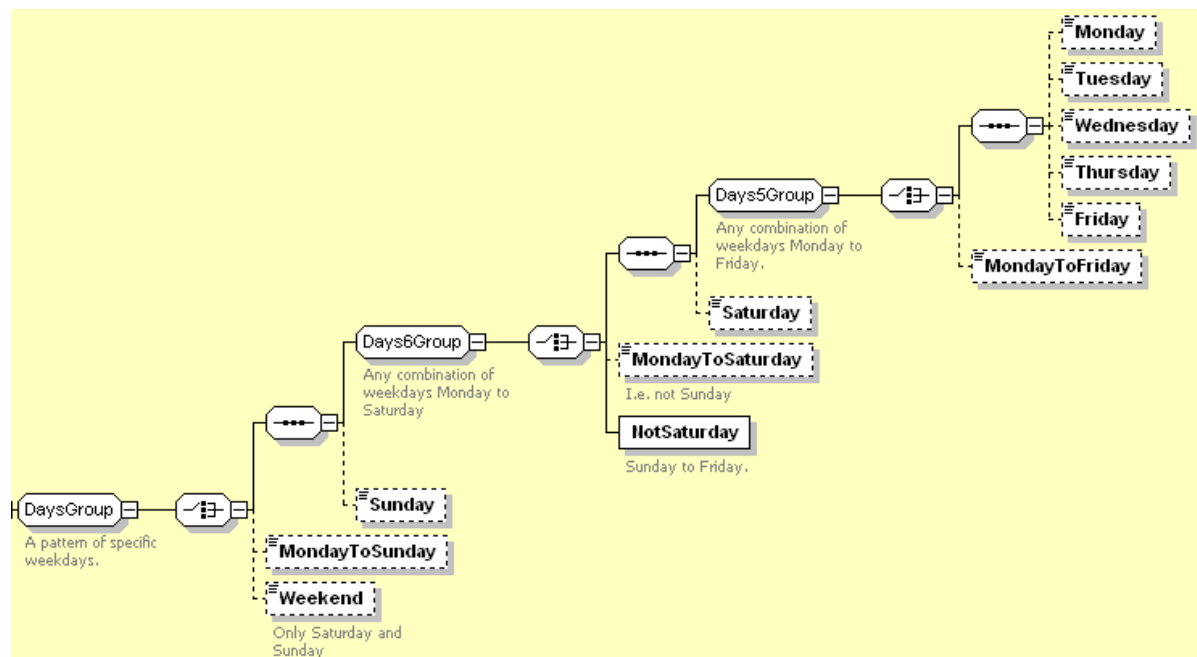 Monday
Tuesday
Wednesday
Thursday
Days5Group
Friday
Any combination of
weekdays Monday to
Friday.
MondayToFriday
Saturday
Days6Group
MondayToSaturday
Any combination of
weekdays Monday to
Saturday
I.e. not Sunday
NotSaturday
Sunday to Friday.
Sunday
DaysGroup
A pattern of specific
weekdays.
MondayToSunday
Weekend
Only Saturday and
Sunday